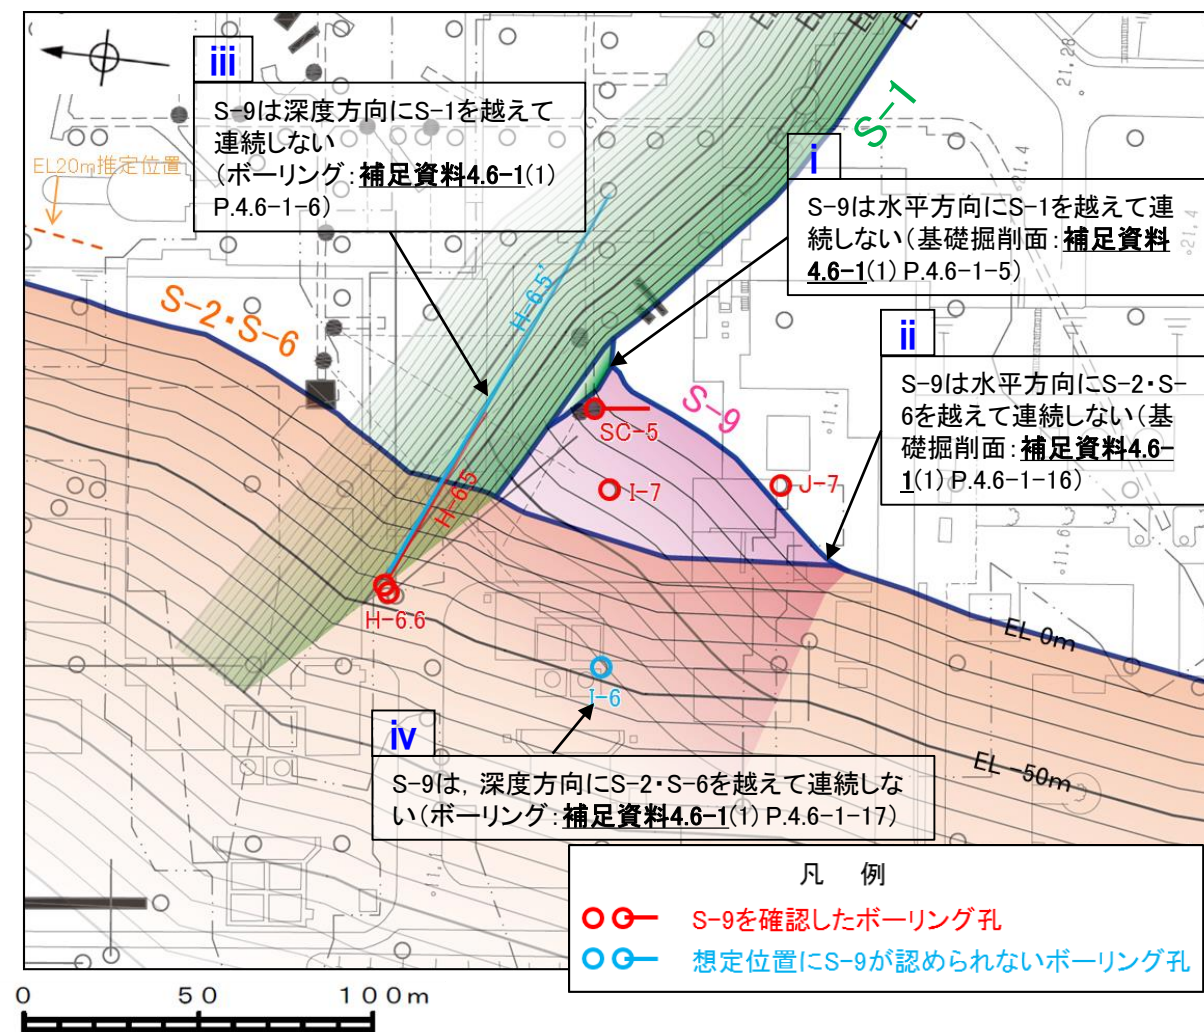 iii
S-9は深度方向にS-1を越えて
連続しない
(ボーリング:補足資料4.6-1(1)
P.4.6-1-6)
EL20m推定位置
S-1
i
S-9は水平方向にS-1を越えて連
続しない(基礎掘削面:補足資料
4.6-1(1) P.4.6-1-5)
21.28
21.4
21.4
S-2・S-6
H-6.5'
H-6.5
ii
S-9は水平方向にS-2・S-
6を越えて連続しない(基
礎掘削面:補足資料4.6-
1(1) P.4.6-1-16)
S-9
11.1
SC-5
I-7
J-7
11.6
H-6.6
EL 0m
I-6
iv
S-9は,深度方向にS-2・S-6を越えて連続しな
い(ボーリング:補足資料4.6-1(1) P.4.6-1-17)
EL -50m
凡 例
S-9を確認したボーリング孔
想定位置にS-9が認められないボーリング孔
0 50 100m